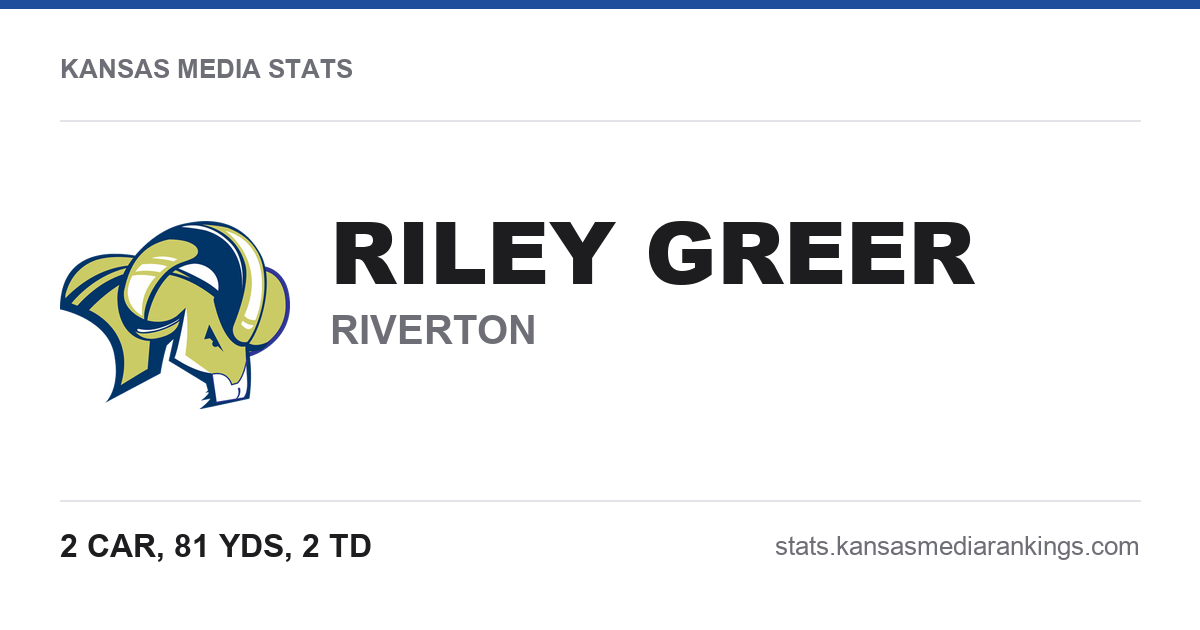 KANSAS MEDIA STATS
RILEY GREER
RIVERTON
2 CAR, 81 YDS, 2 TD
stats.kansasmediarankings.com